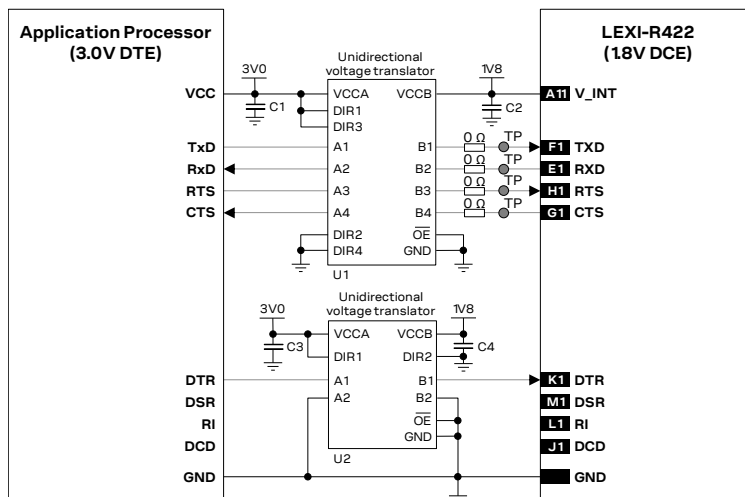 Application Processor
(3.0V DTE)
LEXI-R422
(1.8V DCE)
Unidirectional
voltage translator
3V0
1V8
VCC
VCCA
VCCB
A11 V_INT
C1
DIR1
C2
DIR3
0 Ω TP
TxD
A1
B1
F1 TXD
0 Ω TP
RxD
A2
B2
E1 RXD
0 Ω TP
RTS
A3
B3
H1 RTS
0 Ω TP
CTS
A4
B4
G1 CTS
DIR2
OE
DIR4
GND
U1
Unidirectional
voltage translator
3V0
1V8
VCCA
VCCB
C3
DIR1
DIR2
C4
DTR
A1
B1
K1 DTR
DSR
A2
B2
M1 DSR
RI
OE
L1 RI
GND
DCD
J1 DCD
U2
GND
GND